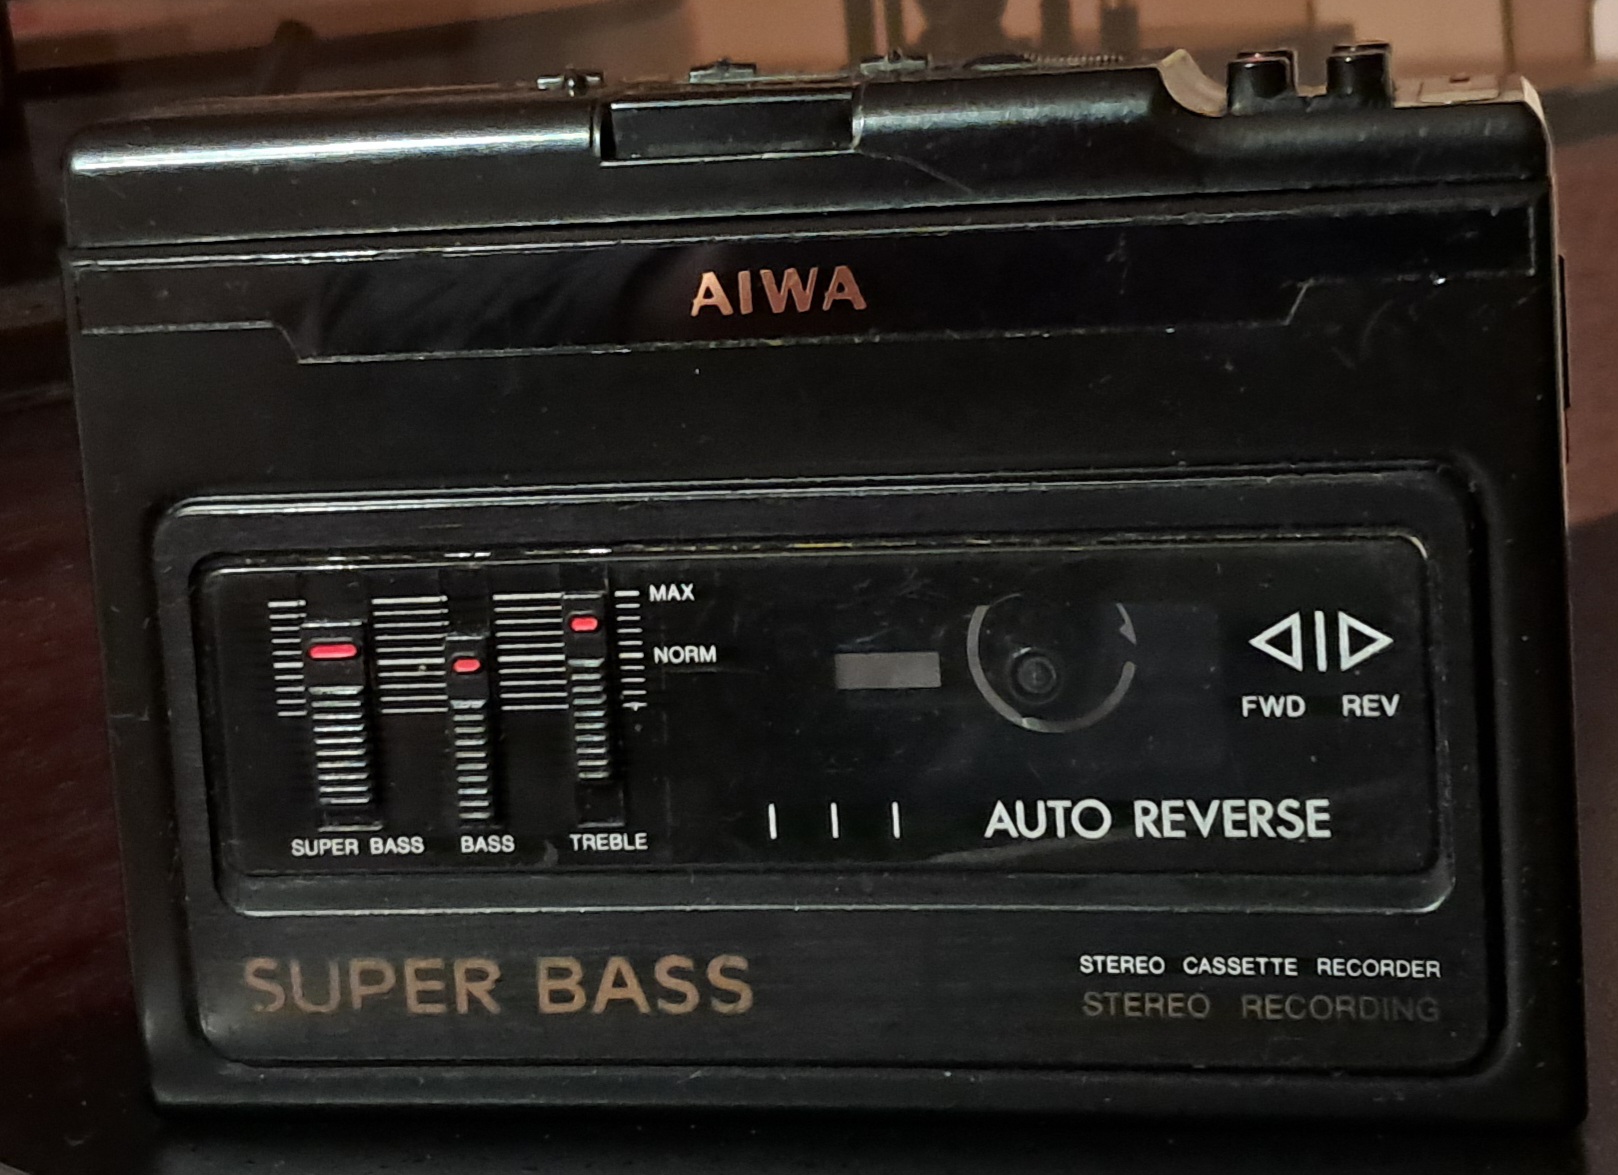 AIWA
MAX
NORM
SUPER BASS BASS TREBLE
FWD REV
AUTO REVERSE
SUPER BASS
STEREO CASSETTE RECORDER
STEREO RECORDING